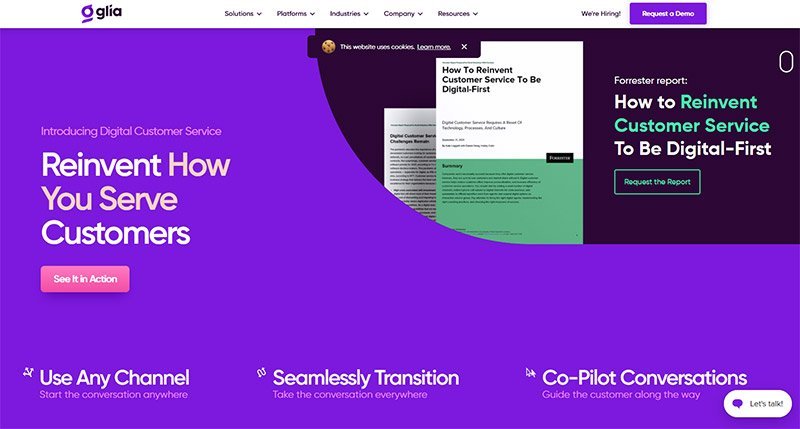 glia
Solutions
Platforms
Industries
Company
Resources
We're Hiring!
Request a Demo
This website uses cookies. Learn more.
Introducing Digital Customer Service
Reinvent How
You Serve
Customers
See It in Action
How To Reinvent
Customer Service To Be
Digital-First
Digital Customer Service Requires A Reset Of
Technology, Processes, And Culture
FORRESTER
Summary
Digital Customer Serv
Challenges Remain
Forrester report:
How to Reinvent
Customer Service
To Be Digital-First
Request the Report
Use Any Channel
Start the conversation anywhere
Seamlessly Transition
Take the conversation everywhere
Co-Pilot Conversations
Guide the customer along the way
Let's talk!